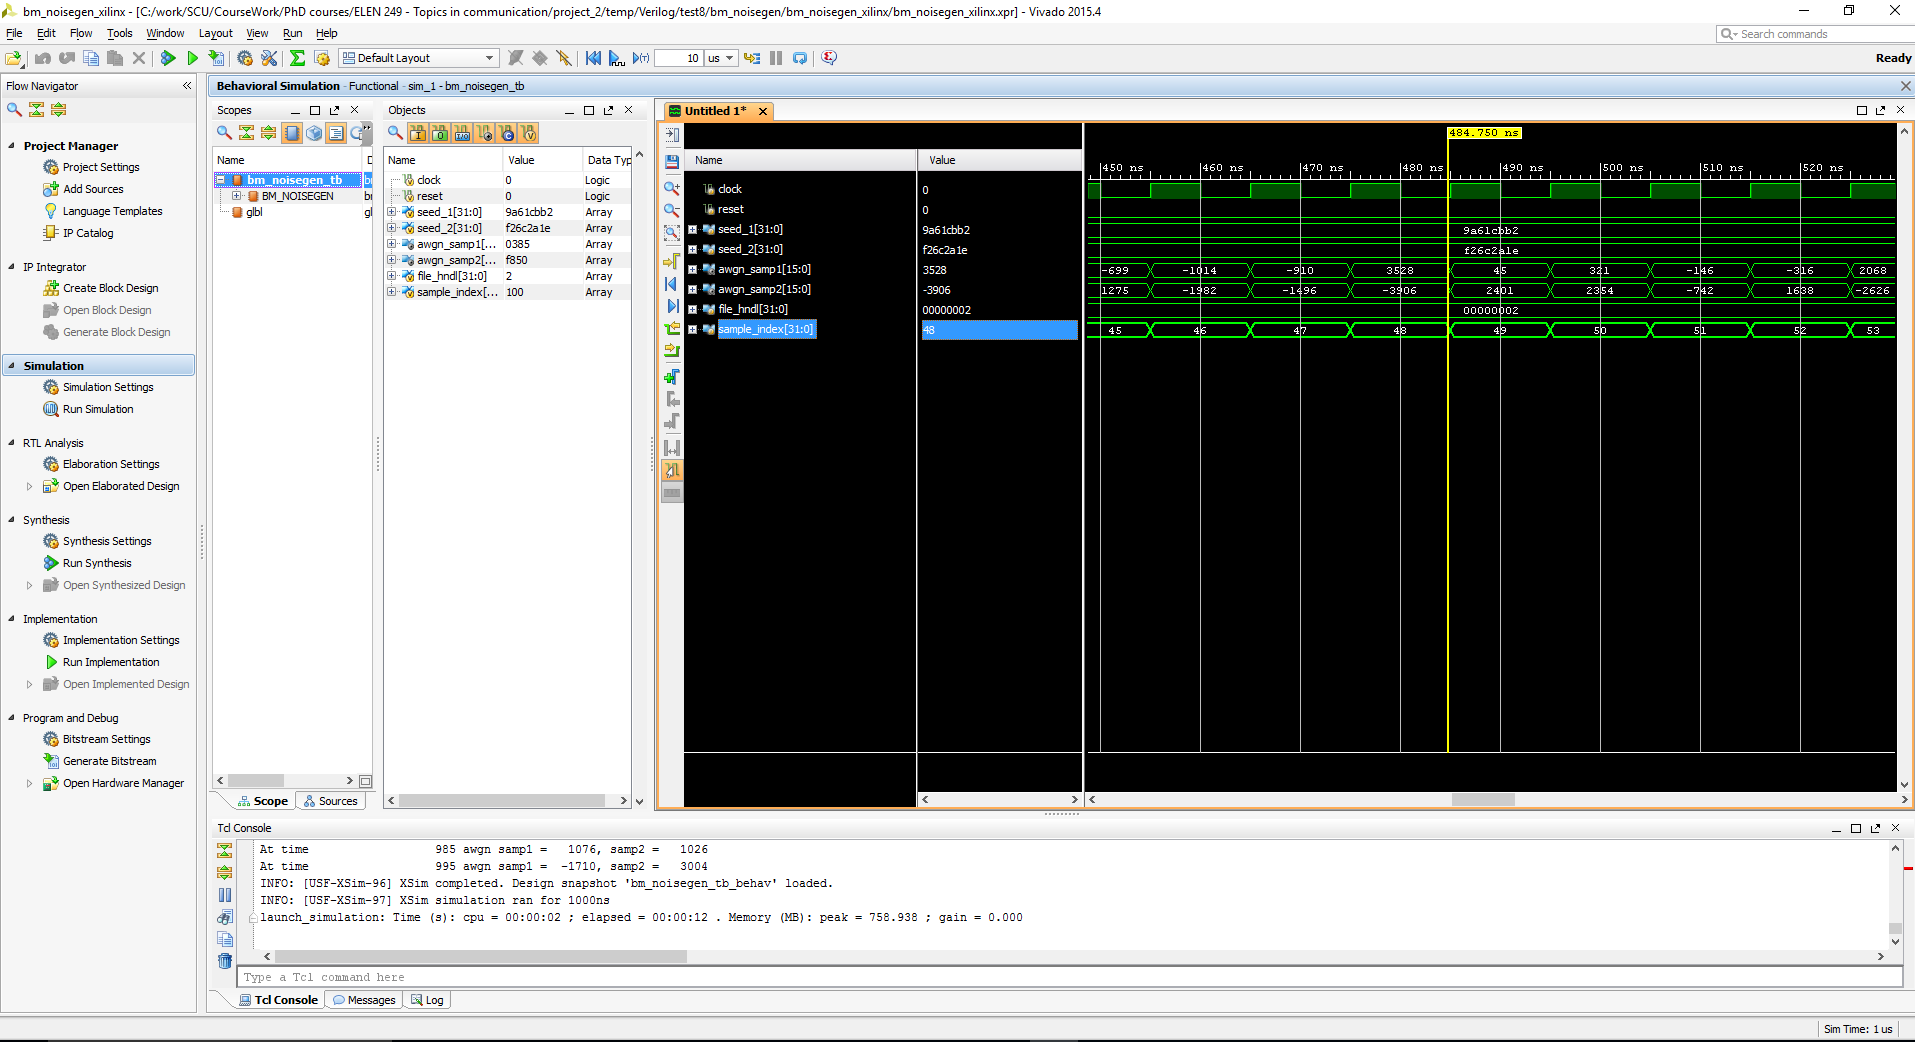 bm_noisegen_xilinx - [C:/work/SCU/CourseWork/PhD courses/ELEN 249 - Topics in communication/project_2/temp/Verilog/test8/bm_noisegen/bm_noisegen_xilinx/bm_noisegen_xilinx.xpr] - Vivado 2015.4
File Edit Flow Tools Window Layout View Run Help
Search commands
Default Layout
10 us
Ready
Flow Navigator
Project Manager
Project Settings
Add Sources
Language Templates
IP Catalog
IP Integrator
Create Block Design
Open Block Design
Generate Block Design
Simulation
Simulation Settings
Run Simulation
RTL Analysis
Elaboration Settings
Open Elaborated Design
Synthesis
Synthesis Settings
Run Synthesis
Open Synthesized Design
Implementation
Implementation Settings
Run Implementation
Open Implemented Design
Program and Debug
Bitstream Settings
Generate Bitstream
Open Hardware Manager
Behavioral Simulation - Functional - sim_1 - bm_noisegen_tb
Scopes
Name D
bm_noisegen_tb bm
BM_NOISEGEN bm
glbl gl
Scope Sources
Objects
Name Value Data Typ
clock 0 Logic
reset 0 Logic
seed_1[31:0] 9a61cbb2 Array
seed_2[31:0] f26c2a1e Array
awgn_samp1[... 0385 Array
awgn_samp2[... f850 Array
file_hndl[31:0] 2 Array
sample_index[... 100 Array
Untitled 1*
484.750 ns
Name Value
450 ns 460 ns 470 ns 480 ns 490 ns 500 ns 510 ns 520 ns
clock 0
reset 0
seed_1[31:0] 9a61cbb2 9a61cbb2
seed_2[31:0] f26c2a1e f26c2a1e
awgn_samp1[15:0] 3528 -699 -1014 -910 3528 45 321 -146 -316 2068
awgn_samp2[15:0] -3906 1275 -1982 -1496 -3906 2401 2354 -742 1638 -2626
file_hndl[31:0] 00000002 00000002
sample_index[31:0] 48 45 46 47 48 49 50 51 52 53
Tcl Console
At time 985 awgn samp1 = 1076, samp2 = 1026
At time 995 awgn samp1 = -1710, samp2 = 3004
INFO: [USF-XSim-96] XSim completed. Design snapshot 'bm_noisegen_tb_behav' loaded.
INFO: [USF-XSim-97] XSim simulation ran for 1000ns
launch_simulation: Time (s): cpu = 00:00:02 ; elapsed = 00:00:12 . Memory (MB): peak = 758.938 ; gain = 0.000
Type a Tcl command here
Tcl Console Messages Log
Sim Time: 1 us